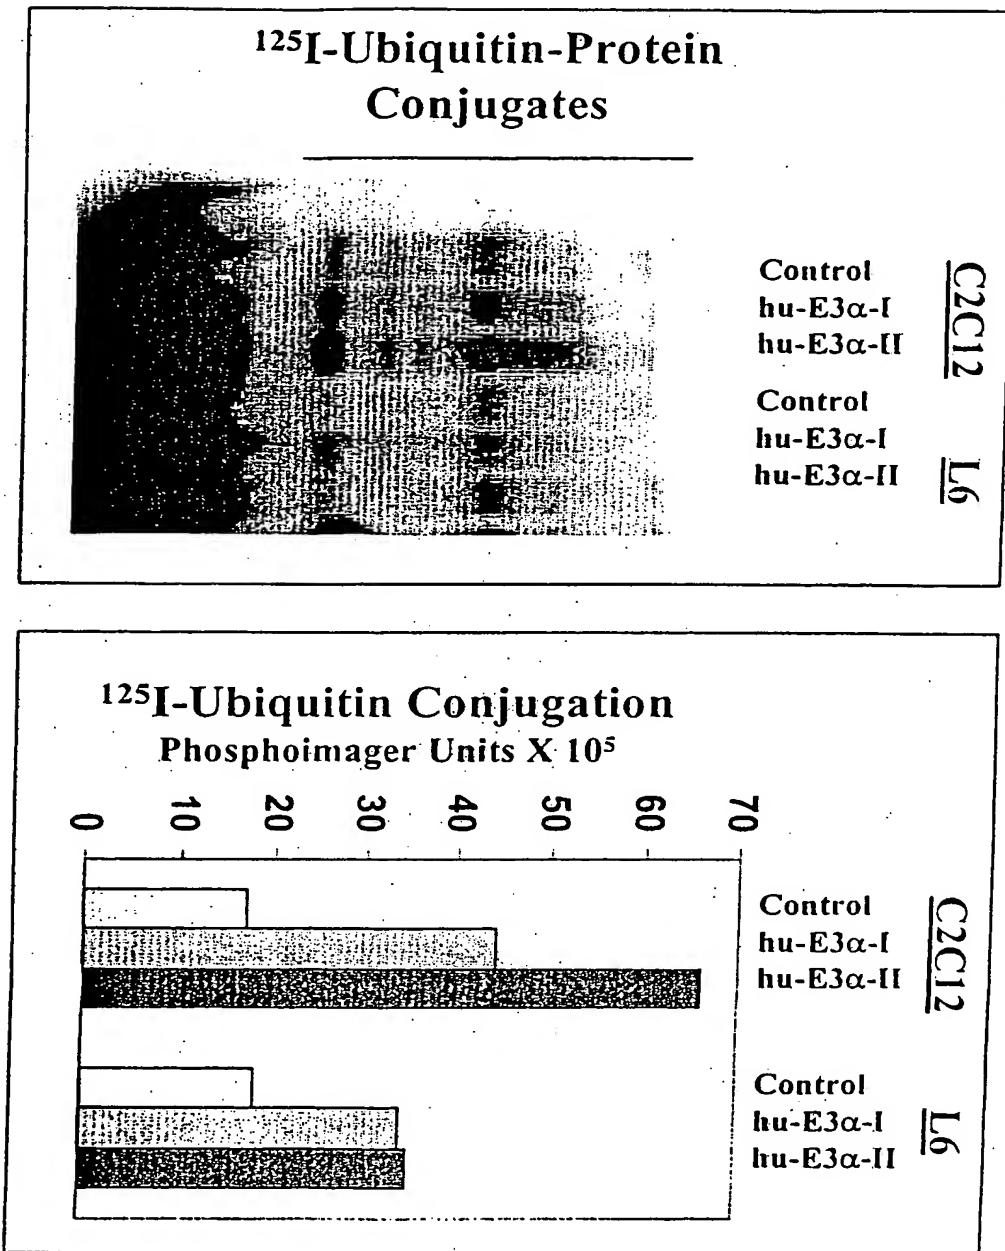 ¹²⁵I-Ubiquitin-Protein
Conjugates
C2C12
Control
hu-E3α-I
hu-E3α-II
L6
Control
hu-E3α-I
hu-E3α-II
¹²⁵I-Ubiquitin Conjugation
Phosphoimager Units X 10⁵
0 10 20 30 40 50 60 70
C2C12
Control
hu-E3α-I
hu-E3α-II
L6
Control
hu-E3α-I
hu-E3α-II